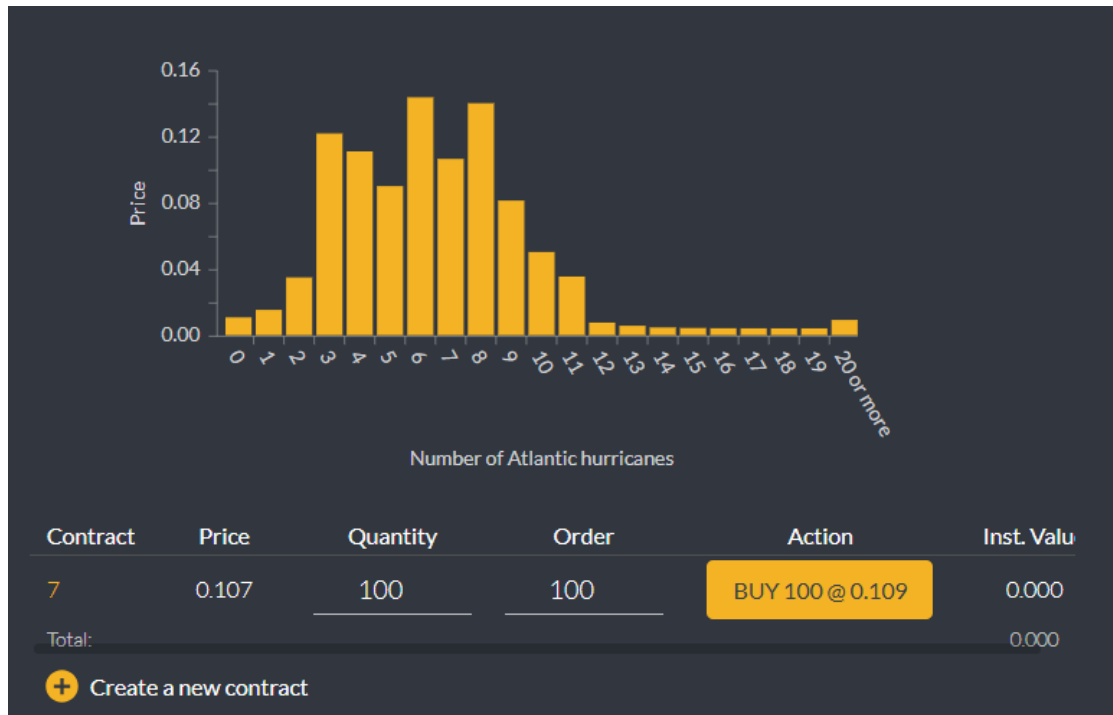 0.16
0.12
0.08
0.04
0.00
Price
0 1 2 3 4 5 6 7 8 9 10 11 12 13 14 15 16 17 18 19 20 or more
Number of Atlantic hurricanes
Contract Price Quantity Order Action Inst. Valu
7 0.107 100 100 BUY 100 @ 0.109 0.000
Total: 0.000
+ Create a new contract